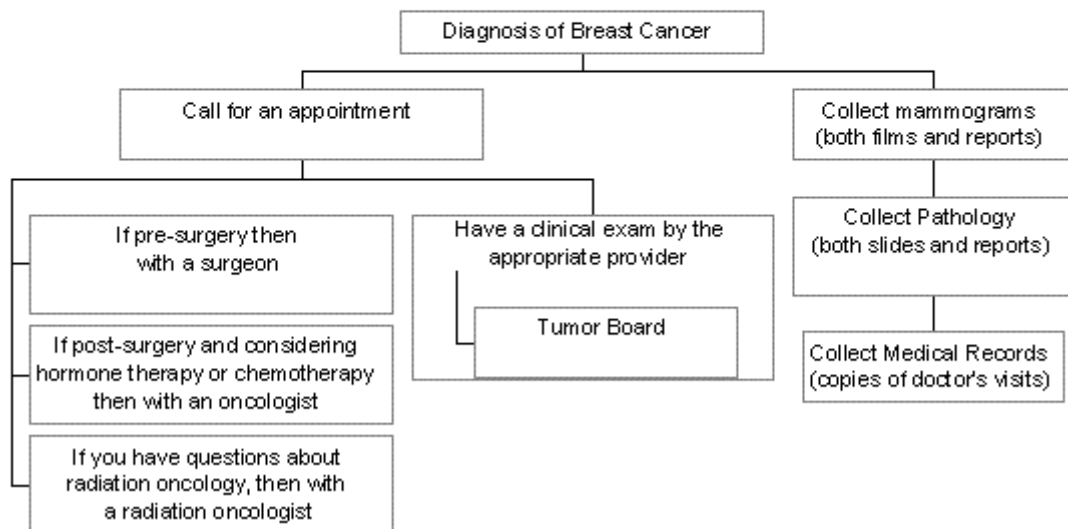 Diagnosis of Breast Cancer
Call for an appointment
Collect mammograms
(both films and reports)
If pre-surgery then
with a surgeon
Have a clinical exam by the
appropriate provider
Collect Pathology
(both slides and reports)
Tumor Board
If post-surgery and considering
hormone therapy or chemotherapy
then with an oncologist
Collect Medical Records
(copies of doctor's visits)
If you have questions about
radiation oncology, then with
a radiation oncologist